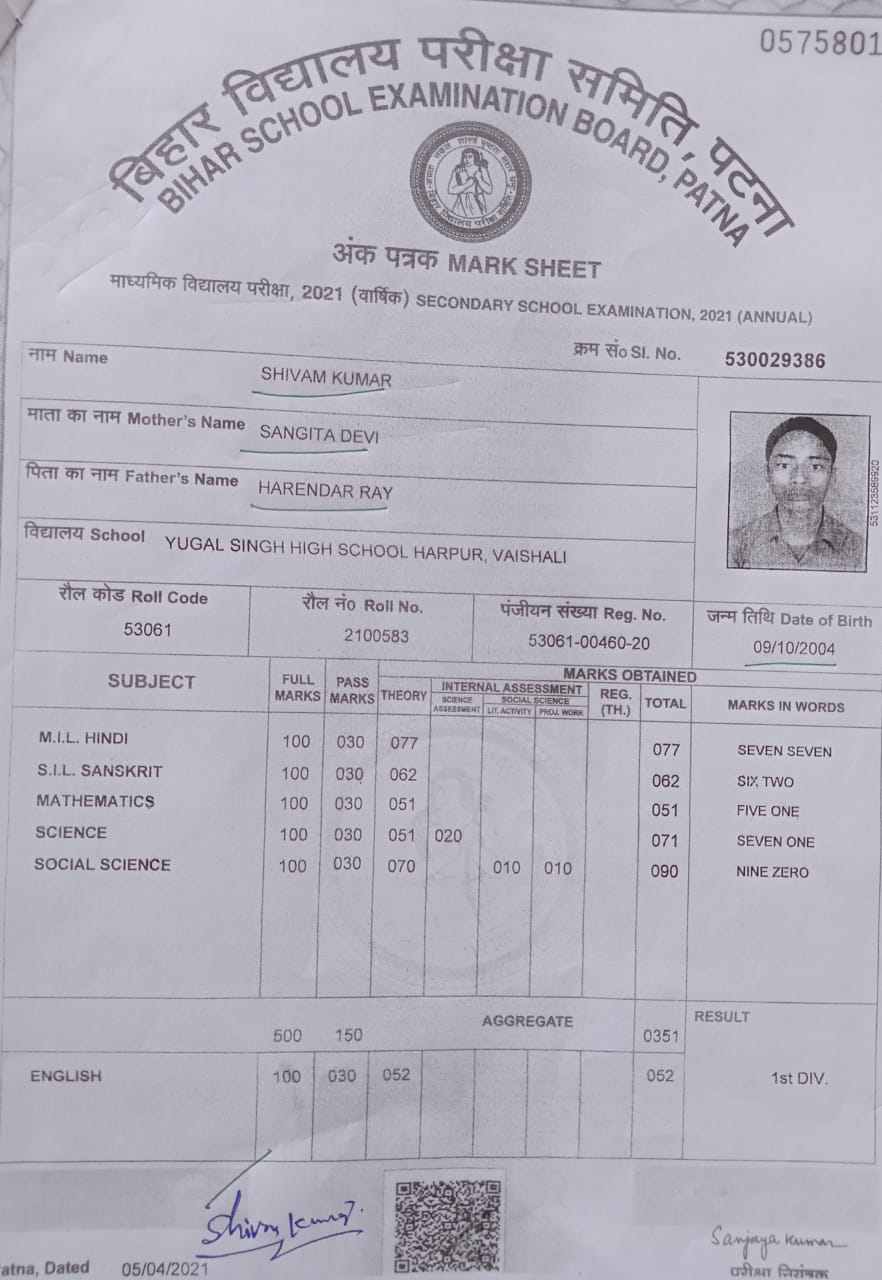 0575801
बिहार विद्यालय परीक्षा समिति, पटना
BIHAR SCHOOL EXAMINATION BOARD, PATNA
अंक पत्रक MARK SHEET
माध्यमिक विद्यालय परीक्षा, 2021 (वार्षिक) SECONDARY SCHOOL EXAMINATION, 2021 (ANNUAL)
क्रम सं० Sl. No. 530029386
नाम Name SHIVAM KUMAR
माता का नाम Mother's Name SANGITA DEVI
पिता का नाम Father's Name HARENDAR RAY
विद्यालय School YUGAL SINGH HIGH SCHOOL HARPUR, VAISHALI
531123589920
रौल कोड Roll Code रौल नं० Roll No. पंजीयन संख्या Reg. No. जन्म तिथि Date of Birth
53061 2100583 53061-00460-20 09/10/2004
SUBJECT FULL MARKS PASS MARKS THEORY MARKS OBTAINED
INTERNAL ASSESSMENT REG. (TH.) TOTAL MARKS IN WORDS
SCIENCE ASSESSMENT SOCIAL SCIENCE
LIT. ACTIVITY PROJ. WORK
M.I.L. HINDI 100 030 077 077 SEVEN SEVEN
S.I.L. SANSKRIT 100 030 062 062 SIX TWO
MATHEMATICS 100 030 051 051 FIVE ONE
SCIENCE 100 030 051 020 071 SEVEN ONE
SOCIAL SCIENCE 100 030 070 010 010 090 NINE ZERO
500 150 AGGREGATE 0351 RESULT
ENGLISH 100 030 052 052 1st DIV.
Shivam Kumar
Sanjaya Kumar
atna, Dated 05/04/2021
परीक्षा नियंत्रक